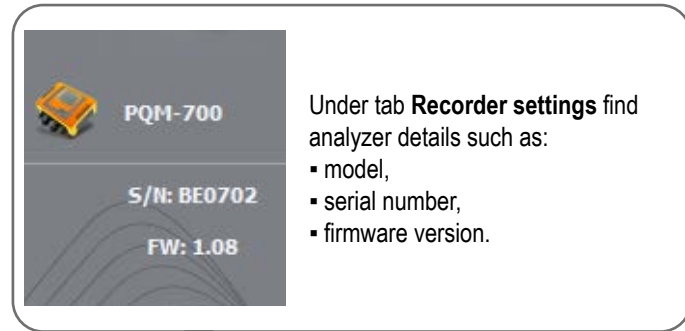 PQM-700
S/N: BE0702
FW: 1.08
Under tab Recorder settings find
analyzer details such as:
▪ model,
▪ serial number,
▪ firmware version.